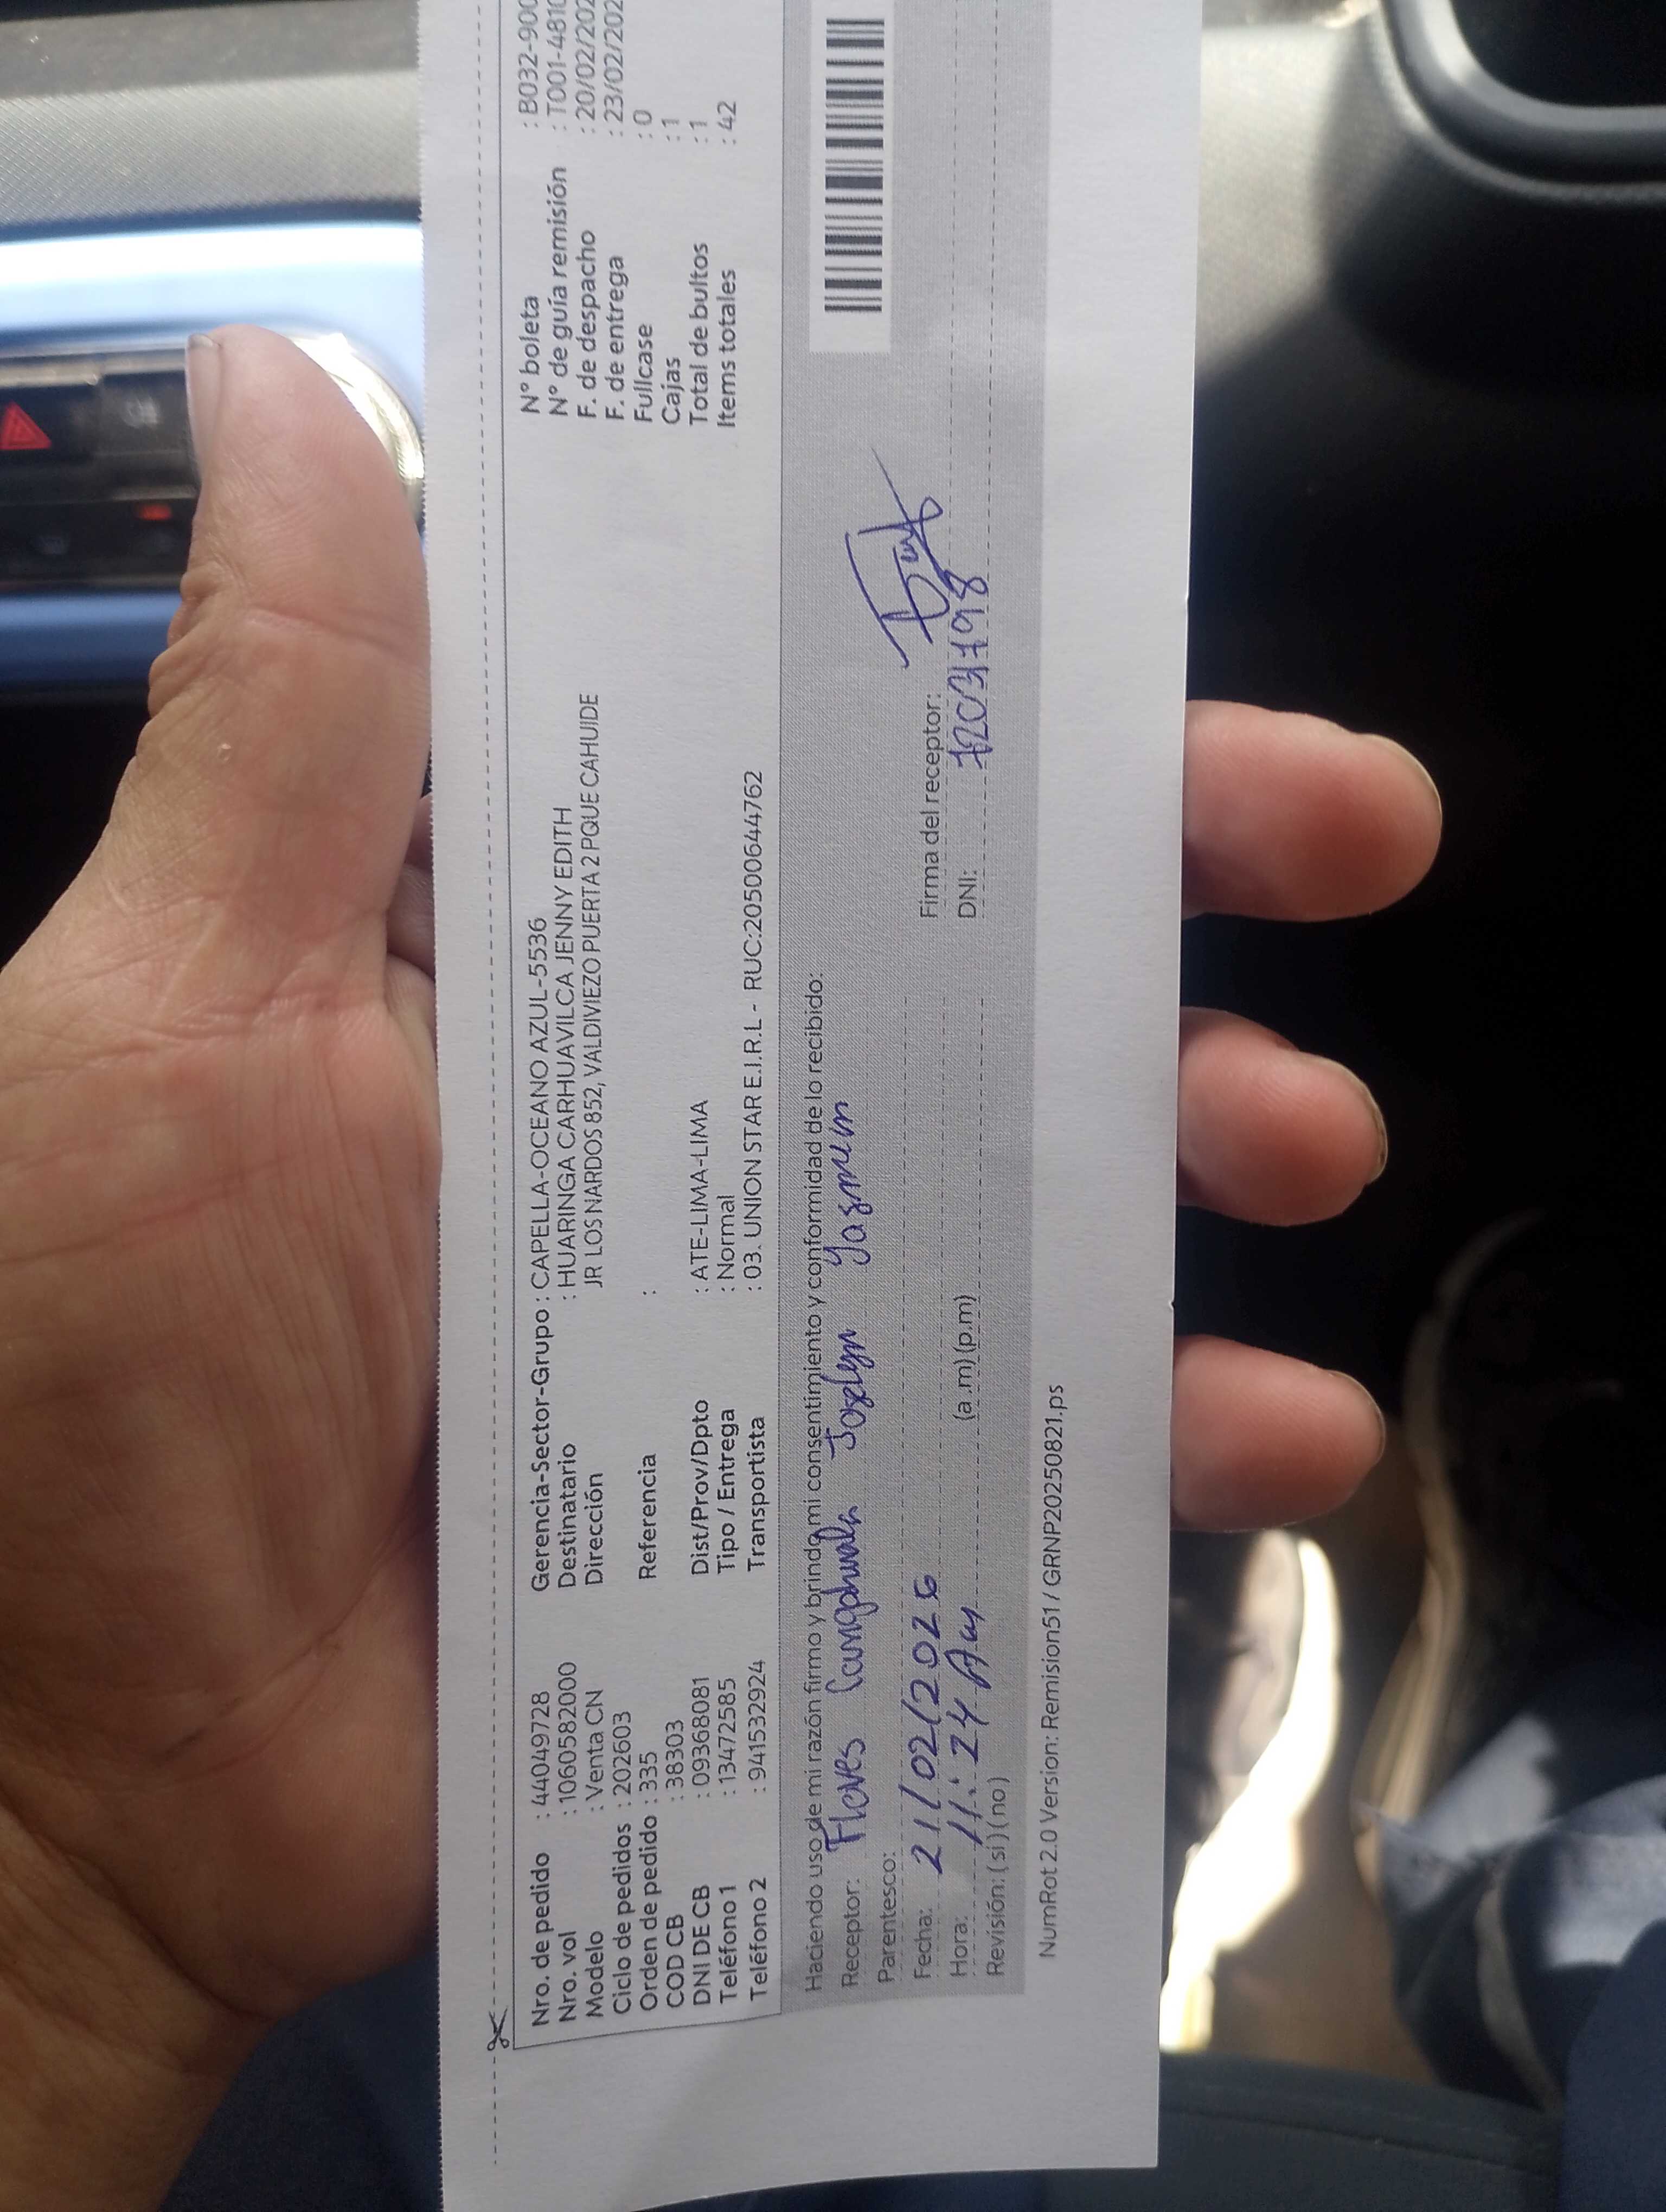 Nro. de pedido : 44049728
Nro. vol : 1060582000
Modelo : Venta CN
Ciclo de pedidos : 202603
Orden de pedido : 335
COD CB : 38303
DNI DE CB : 09368081
Teléfono 1 : 13472585
Teléfono 2 : 941532924
Gerencia-Sector-Grupo : CAPELLA-OCEANO AZUL-5536
Destinatario : HUARINGA CARHUAVILCA JENNY EDITH
Dirección JR LOS NARDOS 852, VALDIVIEZO PUERTA 2 PQUE CAHUIDE
Referencia :
Dist/Prov/Dpto : ATE-LIMA-LIMA
Tipo / Entrega : Normal
Transportista : 03. UNION STAR E.I.R.L - RUC:20500644762
N° boleta : B032-900
N° de guía remisión : T001-4810
F. de despacho : 20/02/202
F. de entrega : 23/02/202
Fullcase : 0
Cajas : 1
Total de bultos : 1
Items totales : 42
Haciendo uso de mi razón firmo y brindo mi consentimiento y conformidad de lo recibido:
Receptor: Flores Joselyn Yasmin
Parentesco:
Fecha: 21/02/2026
Hora: 11:24 Am (a.m) (p.m)
Revisión: ( si ) ( no )
Firma del receptor:
DNI:
NumRot 2.0 Version: Remision51 / GRNP20250821.ps